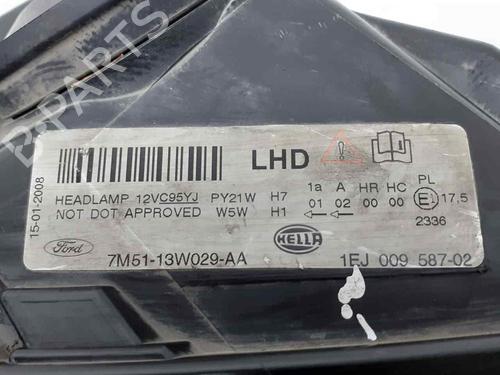 B-PARTS
15-01-2008
LHD
HEADLAMP 12VC95YJ PY21W H7 1a A HR HC PL
NOT DOT APPROVED W5W H1 01 02 00 00 E1 17,5
2336
Ford
7M51-13W029-AA
HELLA
1EJ 009 587-02